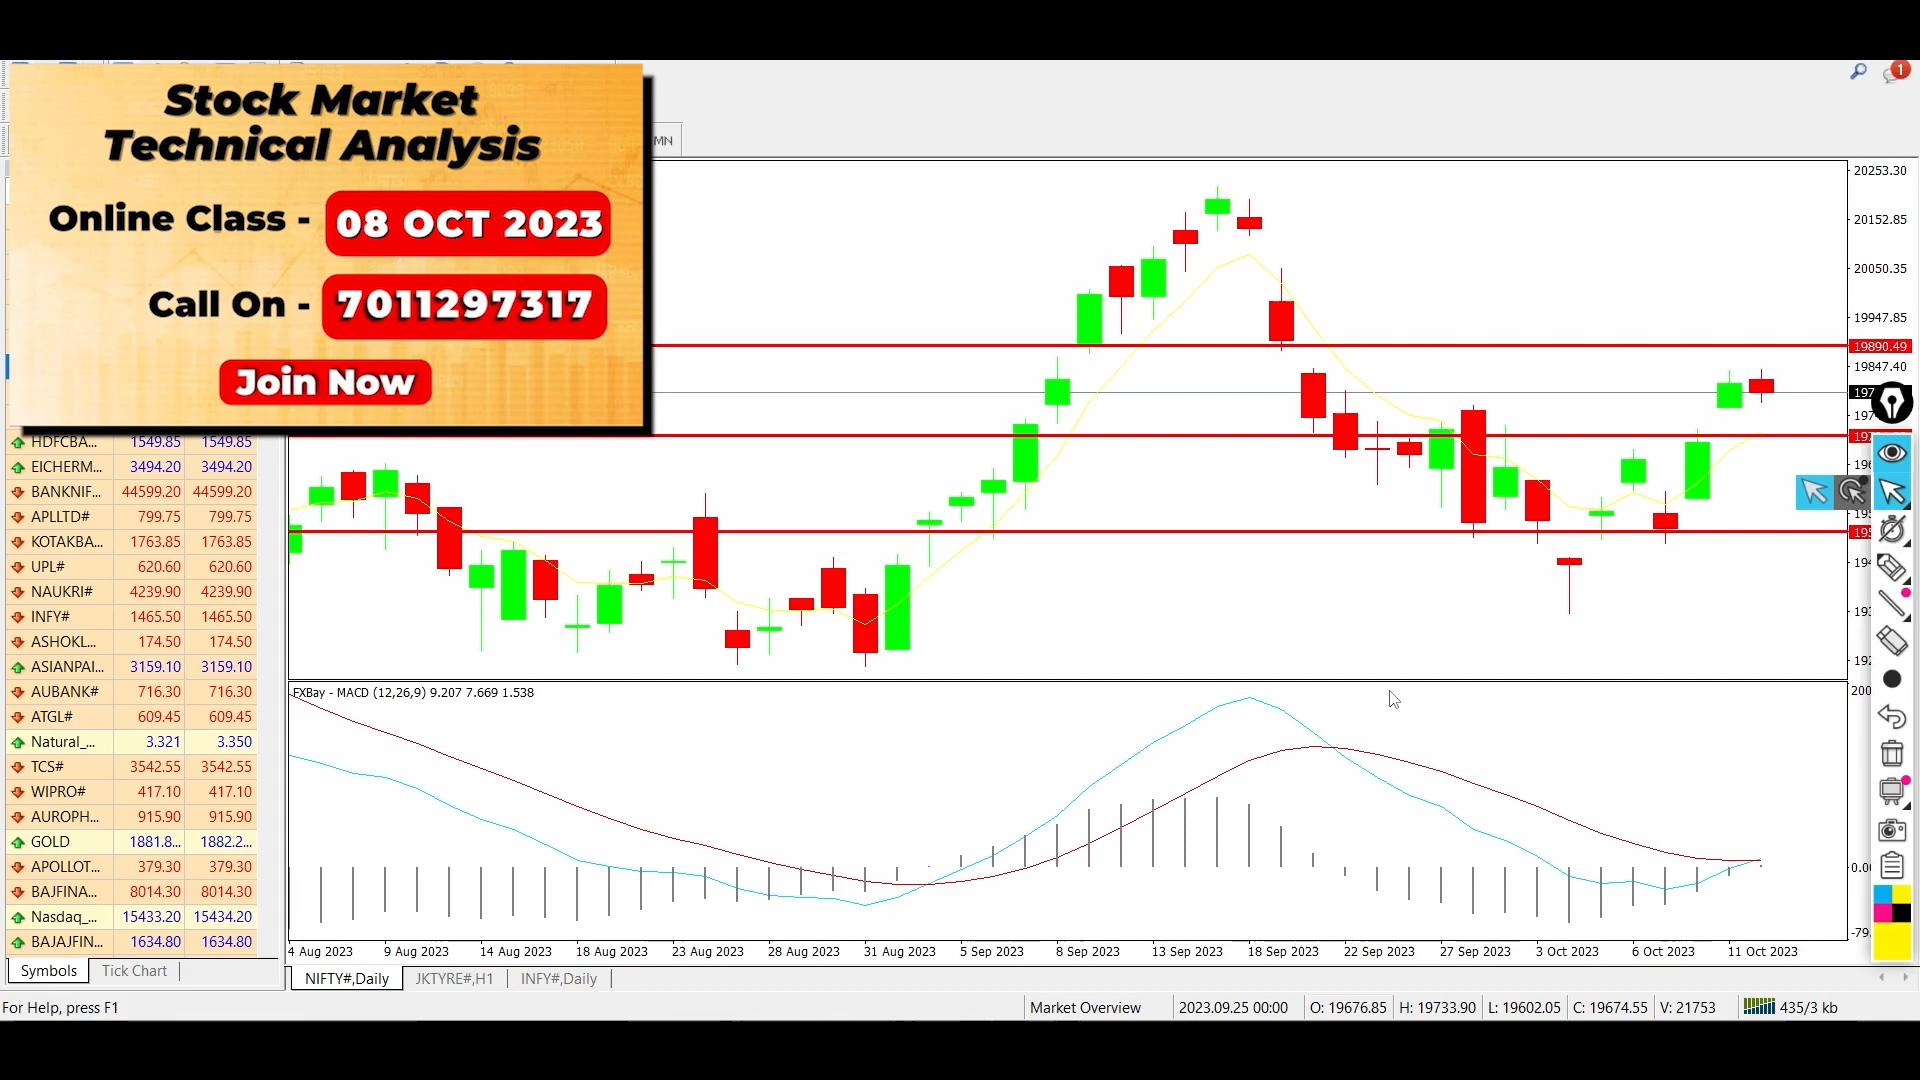 Stock Market
Technical Analysis
Online Class - 08 OCT 2023
Call On - 7011297317
Join Now
1
MN
20253.30
20152.85
20050.35
19947.85
19890.49
19847.40
HDFCBA... 1549.85 1549.85
EICHERM... 3494.20 3494.20
BANKNIF... 44599.20 44599.20
APLLTD# 799.75 799.75
KOTAKBA... 1763.85 1763.85
UPL# 620.60 620.60
NAUKRI# 4239.90 4239.90
INFY# 1465.50 1465.50
ASHOKL... 174.50 174.50
ASIANPAI... 3159.10 3159.10
AUBANK# 716.30 716.30
ATGL# 609.45 609.45
Natural_... 3.321 3.350
TCS# 3542.55 3542.55
WIPRO# 417.10 417.10
AUROPH... 915.90 915.90
GOLD 1881.8... 1882.2...
APOLLOT... 379.30 379.30
BAJFINA... 8014.30 8014.30
Nasdaq_... 15433.20 15434.20
BAJAJFIN... 1634.80 1634.80
Symbols Tick Chart
FXBay - MACD (12,26,9) 9.207 7.669 1.538
4 Aug 2023 9 Aug 2023 14 Aug 2023 18 Aug 2023 23 Aug 2023 28 Aug 2023 31 Aug 2023 5 Sep 2023 8 Sep 2023 13 Sep 2023 18 Sep 2023 22 Sep 2023 27 Sep 2023 3 Oct 2023 6 Oct 2023 11 Oct 2023
NIFTY#,Daily JKTYRE#,H1 INFY#,Daily
For Help, press F1 Market Overview 2023.09.25 00:00 O: 19676.85 H: 19733.90 L: 19602.05 C: 19674.55 V: 21753 435/3 kb